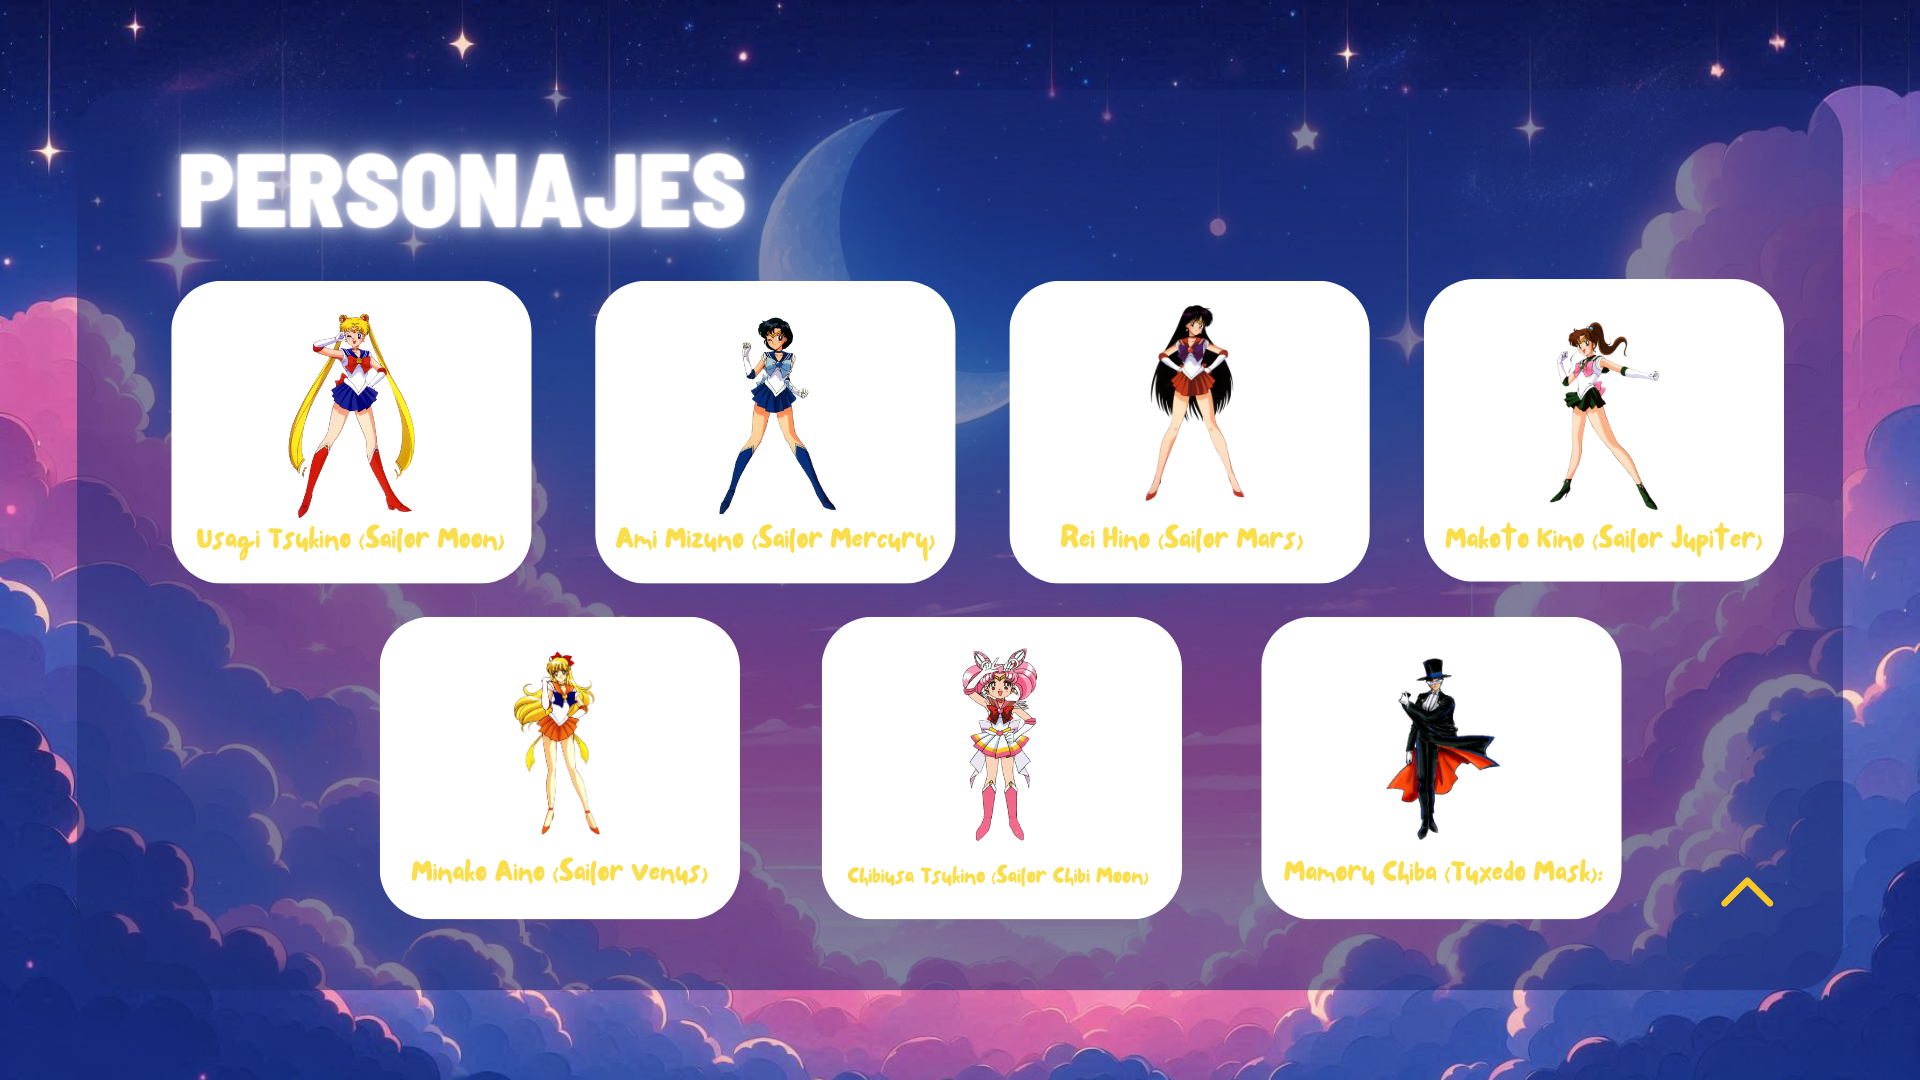 PERSONAJES
Usagi Tsukino (Sailor Moon)
Ami Mizuno (Sailor Mercury)
Rei Hino (Sailor Mars)
Makoto Kino (Sailor Jupiter)
Minako Aino (Sailor Venus)
Chibiusa Tsukino (Sailor Chibi Moon)
Mamoru Chiba (Tuxedo Mask):